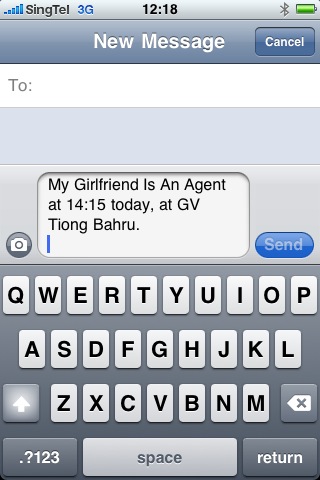 SingTel 3G 12:18
New Message Cancel
To:
My Girlfriend Is An Agent
at 14:15 today, at GV
Tiong Bahru.
Send
Q W E R T Y U I O P
A S D F G H J K L
Z X C V B N M
.?123 space return